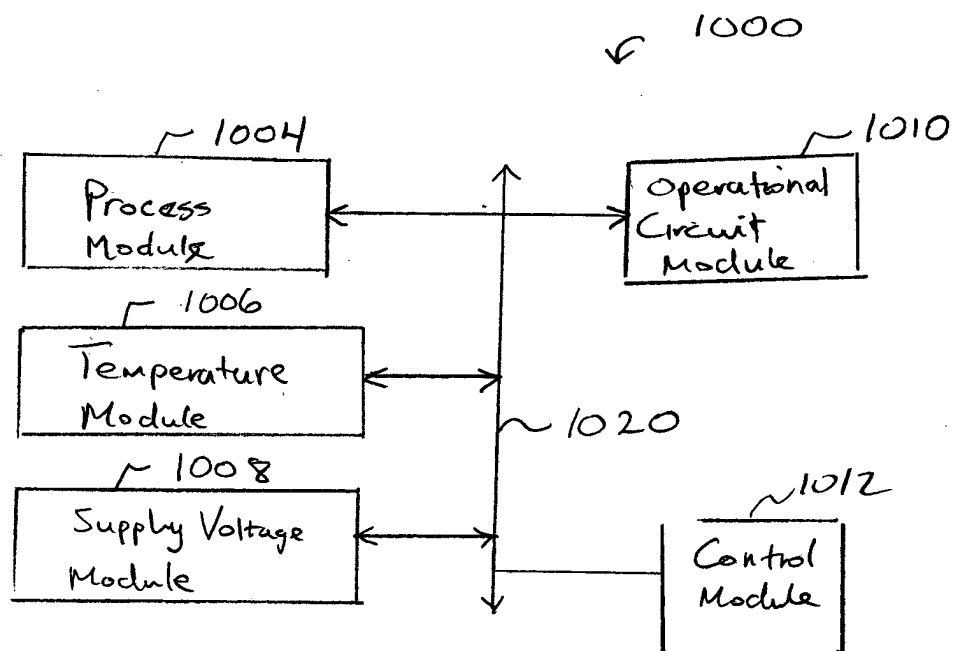 1000
1004
Process
Module
1010
Operational
Circuit
Module
1006
Temperature
Module
1020
1008
Supply Voltage
Module
1012
Control
Module